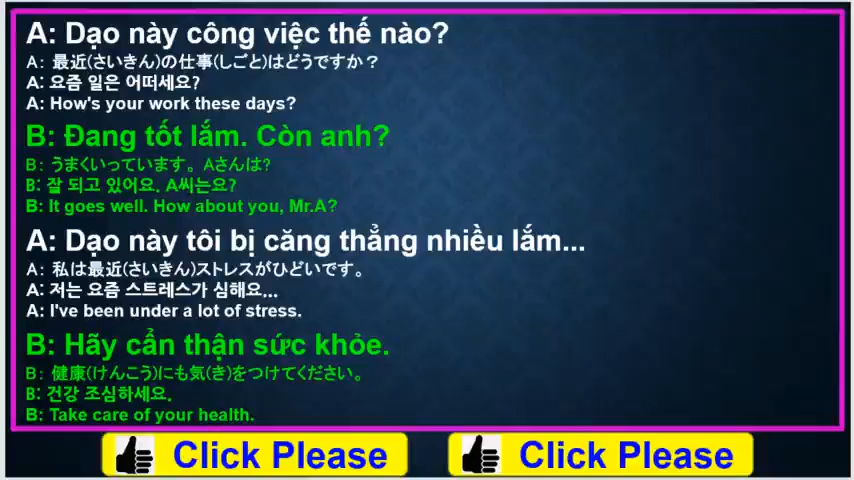 A: Dạo này công việc thế nào?
A： 最近(さいきん)の仕事(しごと)はどうですか？
A: 요즘 일은 어떠세요?
A: How's your work these days?
B: Đang tốt lắm. Còn anh?
B： うまくいっています。Aさんは?
B: 잘 되고 있어요. A씨는요?
B: It goes well. How about you, Mr.A?
A: Dạo này tôi bị căng thẳng nhiều lắm...
A： 私は最近(さいきん)ストレスがひどいです。
A: 저는 요즘 스트레스가 심해요...
A: I've been under a lot of stress.
B: Hãy cẩn thận sức khỏe.
B： 健康(けんこう)にも気(き)をつけてください。
B: 건강 조심하세요.
B: Take care of your health.
Click Please
Click Please